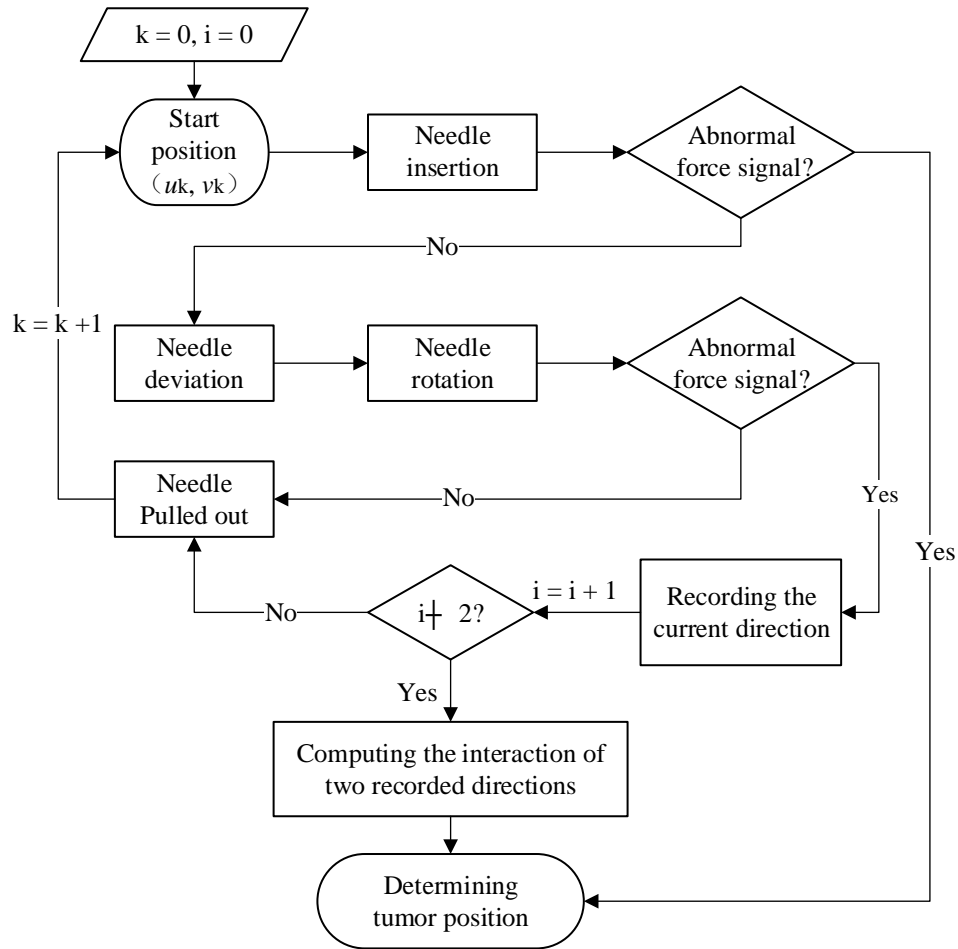 k = 0, i = 0
Start
position
（uk, vk）
Needle
insertion
Abnormal
force signal?
No
k = k +1
Needle
deviation
Needle
rotation
Abnormal
force signal?
Needle
Pulled out
No
Yes
Yes
No
i╪ 2?
i = i + 1
Recording the
current direction
Yes
Computing the interaction of
two recorded directions
Determining
tumor position